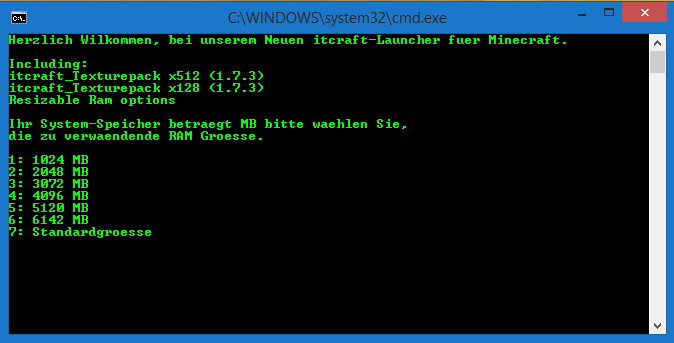 C:\WINDOWS\system32\cmd.exe
Herzlich Wilkommen, bei unserem Neuen itcraft-Launcher fuer Minecraft.
Including:
itcraft_Texturepack x512 (1.7.3)
itcraft_Texturepack x128 (1.7.3)
Resizable Ram options
Ihr System-Speicher betraegt MB bitte waehlen Sie,
die zu verwaendende RAM Groesse.
1: 1024 MB
2: 2048 MB
3: 3072 MB
4: 4096 MB
5: 5120 MB
6: 6142 MB
7: Standardgroesse